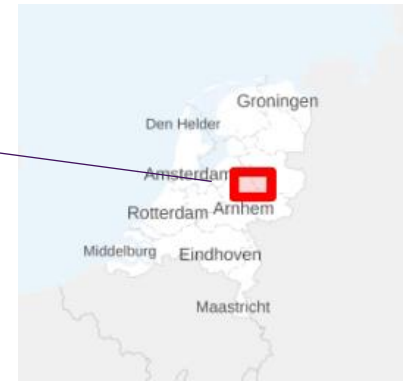 Groningen
Den Helder
Amsterdam
Rotterdam Arnhem
Middelburg Eindhoven
Maastricht